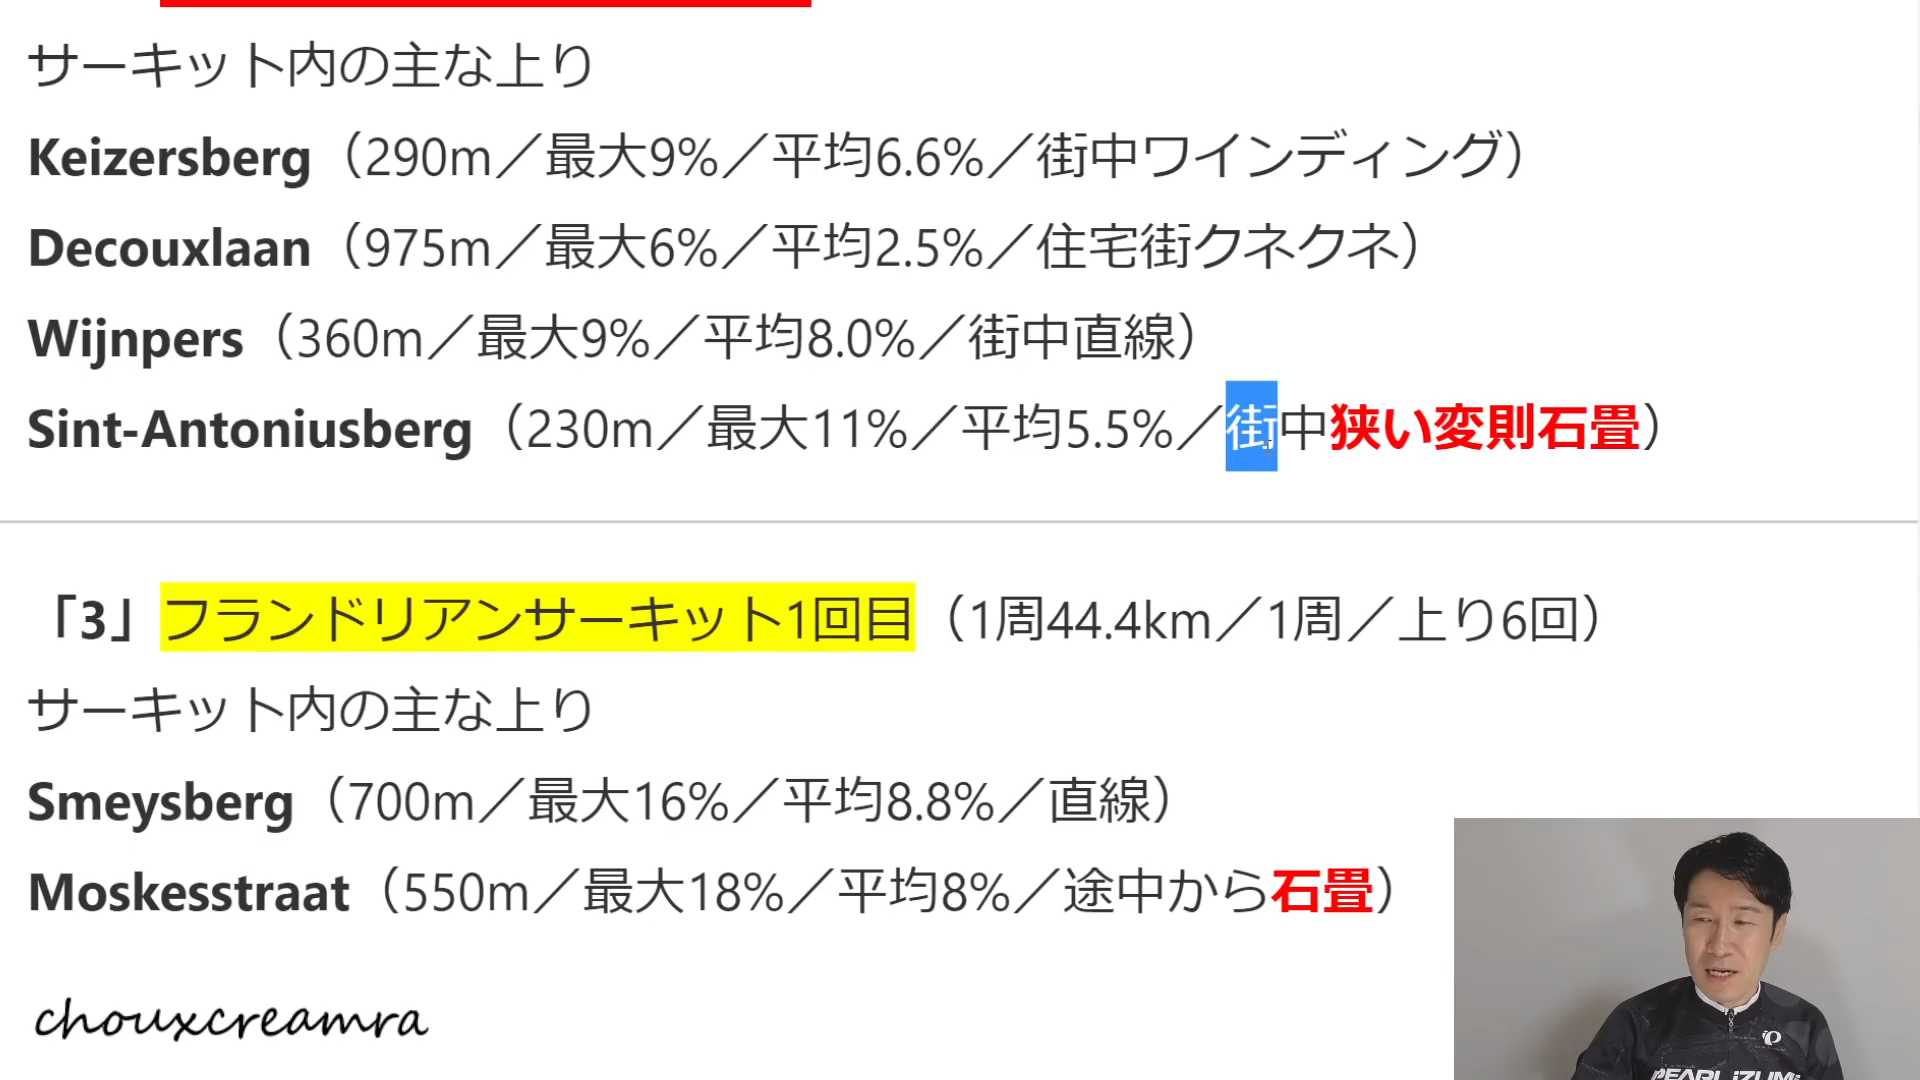 サーキット内の主な上り
Keizersberg（290m／最大9%／平均6.6%／街中ワインディング）
Decouxlaan（975m／最大6%／平均2.5%／住宅街クネクネ）
Wijnpers（360m／最大9%／平均8.0%／街中直線）
Sint-Antoniusberg（230m／最大11%／平均5.5%／街中狭い変則石畳）
「3」フランドリアンサーキット1回目（1周44.4km／1周／上り6回）
サーキット内の主な上り
Smeysberg（700m／最大16%／平均8.8%／直線）
Moskesstraat（550m／最大18%／平均8%／途中から石畳）
chouxcreamra
PEARL iZUMi